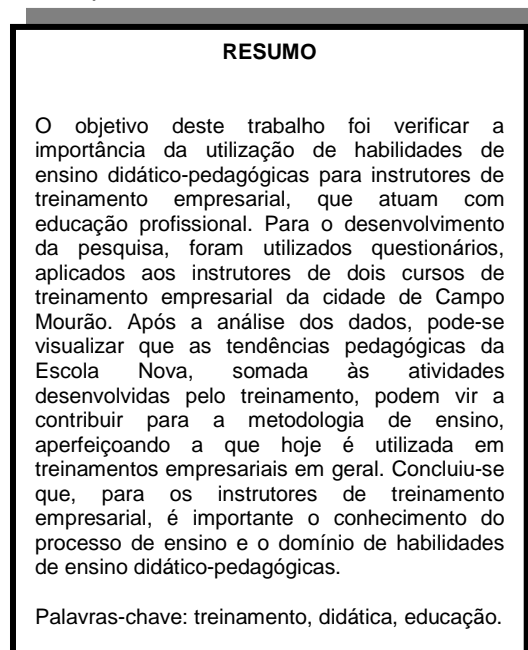 RESUMO
O objetivo deste trabalho foi verificar a
importância da utilização de habilidades de
ensino didático-pedagógicas para instrutores de
treinamento empresarial, que atuam com
educação profissional. Para o desenvolvimento
da pesquisa, foram utilizados questionários,
aplicados aos instrutores de dois cursos de
treinamento empresarial da cidade de Campo
Mourão. Após a análise dos dados, pode-se
visualizar que as tendências pedagógicas da
Escola Nova, somada às atividades
desenvolvidas pelo treinamento, podem vir a
contribuir para a metodologia de ensino,
aperfeiçoando a que hoje é utilizada em
treinamentos empresariais em geral. Concluiu-se
que, para os instrutores de treinamento
empresarial, é importante o conhecimento do
processo de ensino e o domínio de habilidades
de ensino didático-pedagógicas.
Palavras-chave: treinamento, didática, educação.